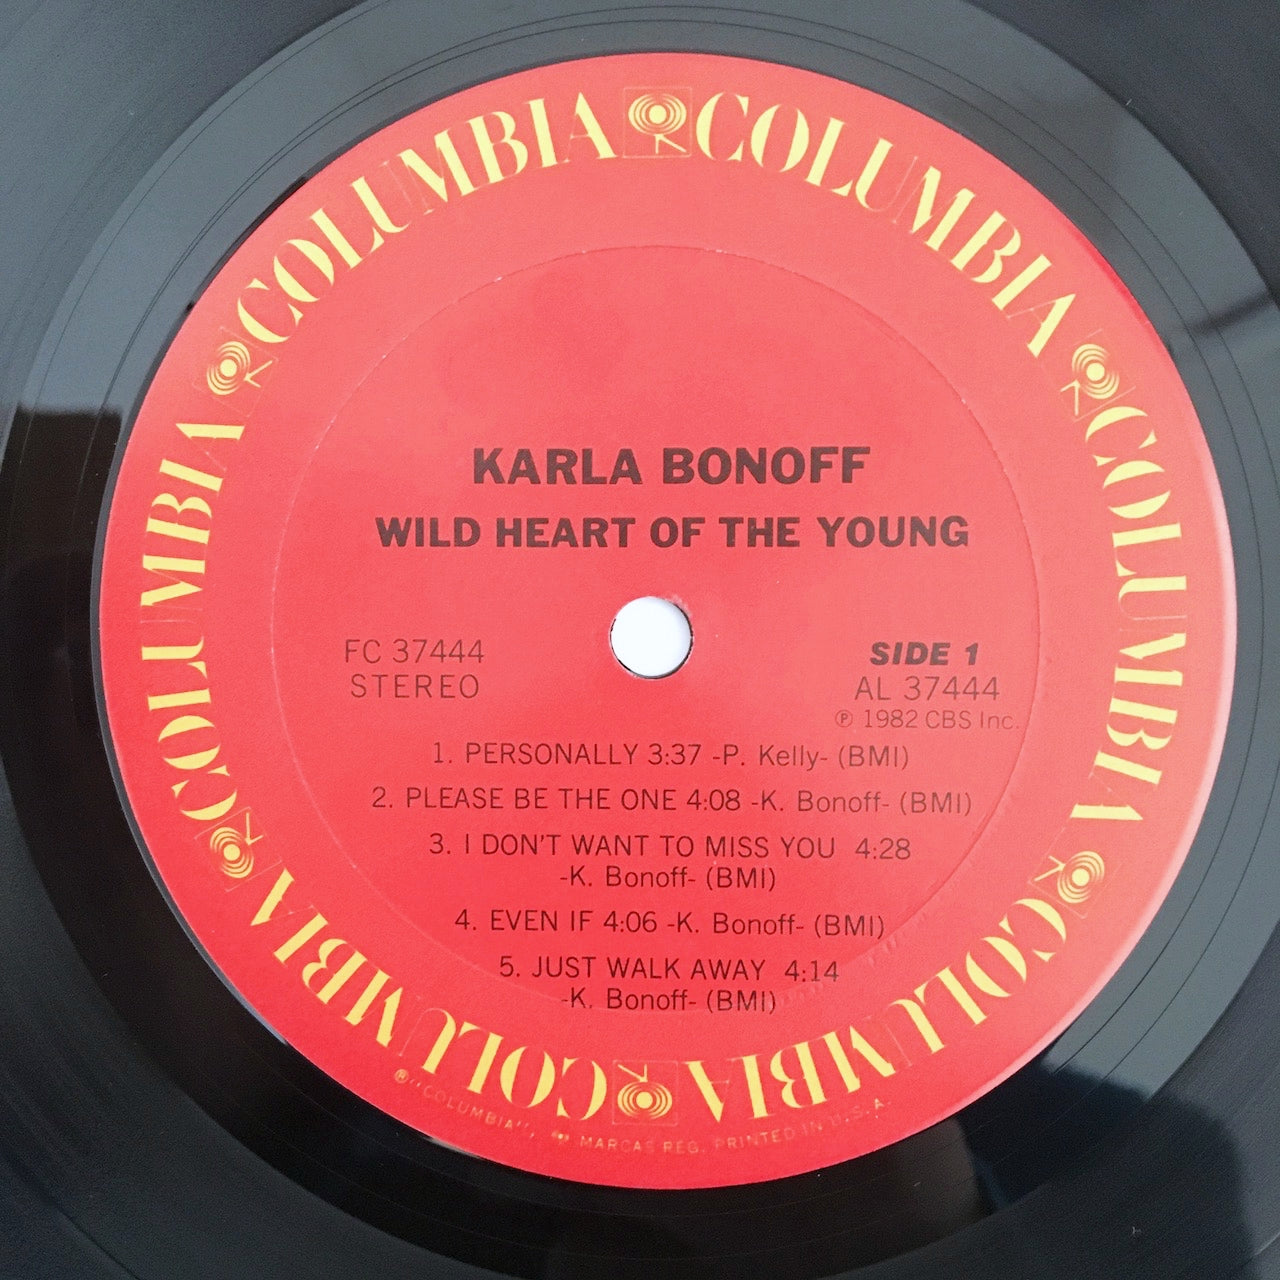 COLUMBIA COLUMBIA COLUMBIA COLUMBIA COLUMBIA COLUMBIA
KARLA BONOFF
WILD HEART OF THE YOUNG
FC 37444
STEREO
SIDE 1
AL 37444
℗ 1982 CBS Inc.
1. PERSONALLY 3:37 -P. Kelly- (BMI)
2. PLEASE BE THE ONE 4:08 -K. Bonoff- (BMI)
3. I DON'T WANT TO MISS YOU 4:28
-K. Bonoff- (BMI)
4. EVEN IF 4:06 -K. Bonoff- (BMI)
5. JUST WALK AWAY 4:14
-K. Bonoff- (BMI)
® "COLUMBIA", MARCAS REG. PRINTED IN U.S.A.